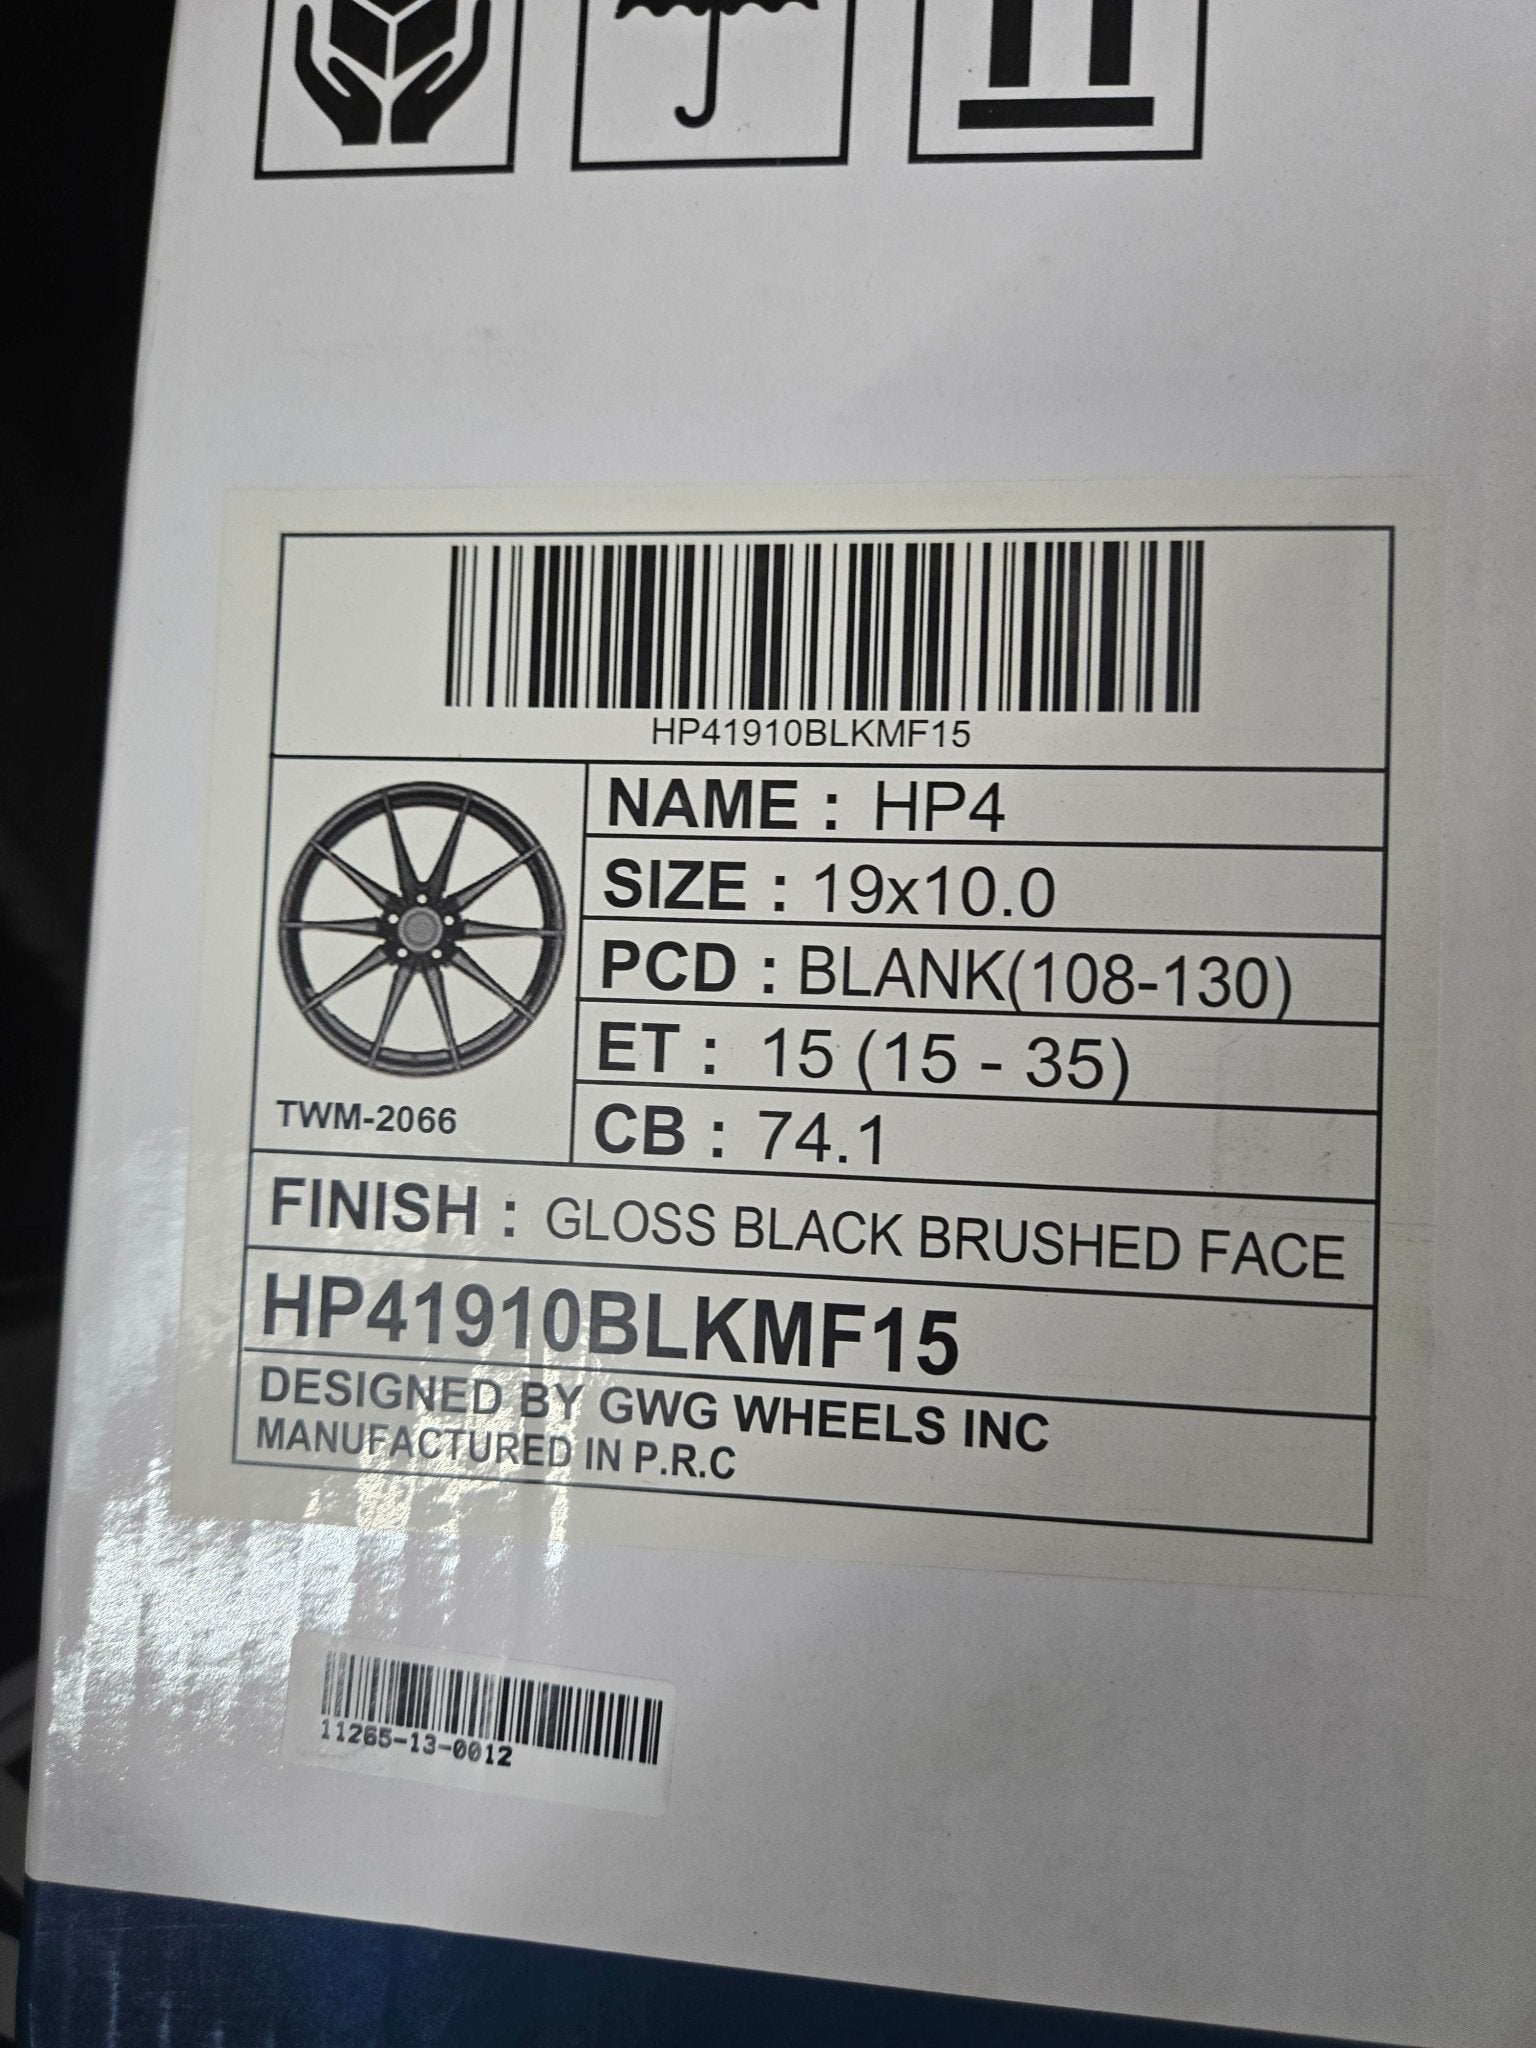 HP41910BLKMF15
NAME : HP4
SIZE : 19x10.0
PCD : BLANK(108-130)
ET : 15 (15 - 35)
CB : 74.1
TWM-2066
FINISH : GLOSS BLACK BRUSHED FACE
HP41910BLKMF15
DESIGNED BY GWG WHEELS INC
MANUFACTURED IN P.R.C
11265-13-0012